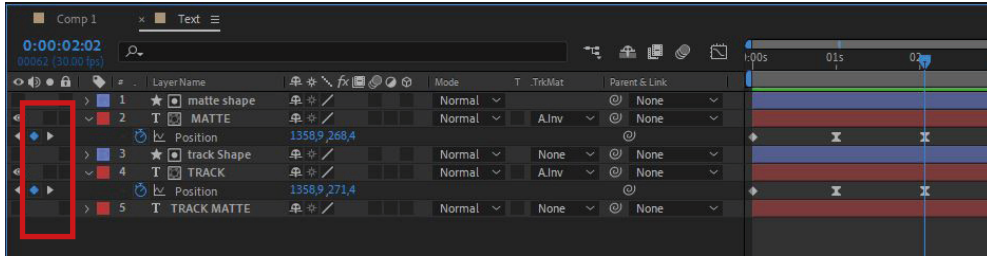 Comp 1 × Text
0:00:02:02
00062 (30.00 fps)
:00s 01s 02s
# Layer Name Mode T .TrkMat Parent & Link
1 matte shape Normal None
2 T MATTE Normal A.Inv None
Position 1358,9,268,4
3 track Shape Normal None None
4 T TRACK Normal A.Inv None
Position 1358,9,271,4
5 T TRACK MATTE Normal None None